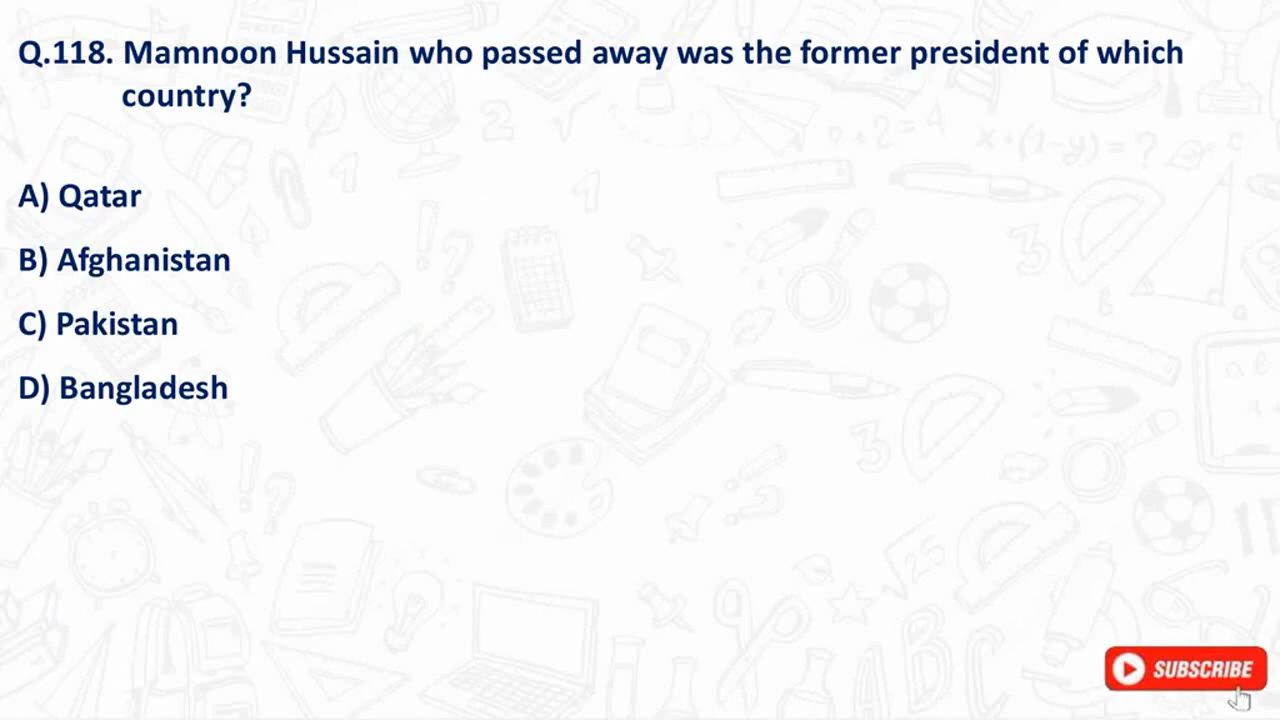 Q.118. Mamnoon Hussain who passed away was the former president of which
country?
A) Qatar
B) Afghanistan
C) Pakistan
D) Bangladesh
SUBSCRIBE